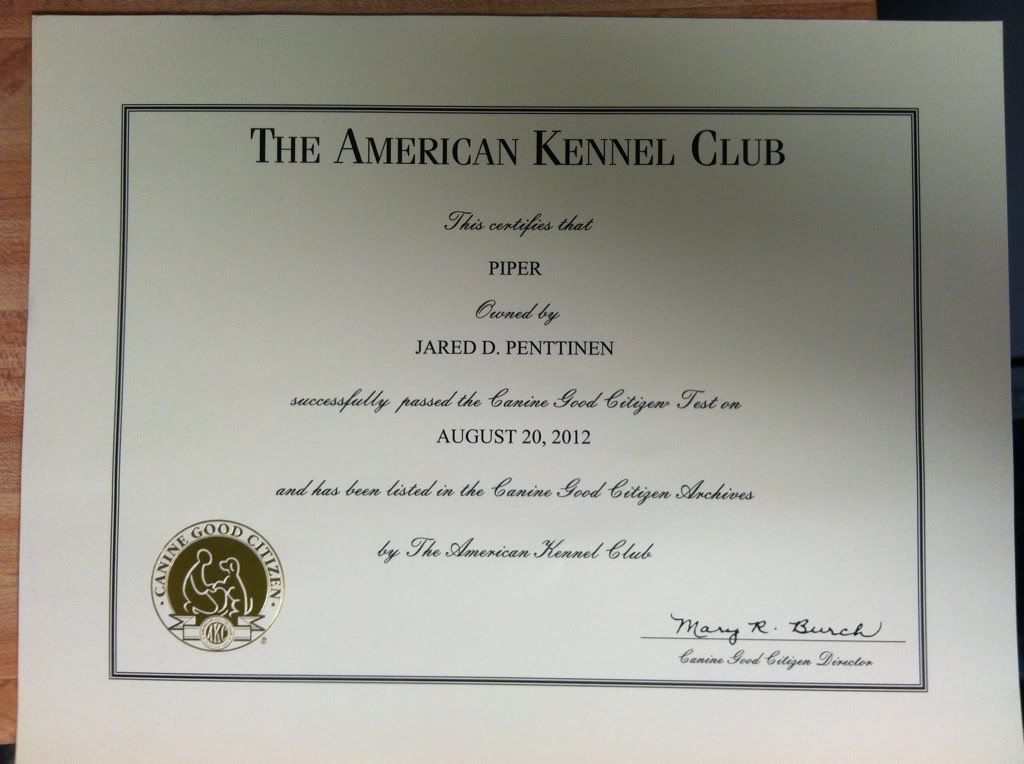 THE AMERICAN KENNEL CLUB
This certifies that
PIPER
Owned by
JARED D. PENTTINEN
successfully passed the Canine Good Citizen® Test on
AUGUST 20, 2012
and has been listed in the Canine Good Citizen Archives
by The American Kennel Club
· CANINE GOOD CITIZEN ·
AKC
®
Mary R. Burch
Canine Good Citizen Director